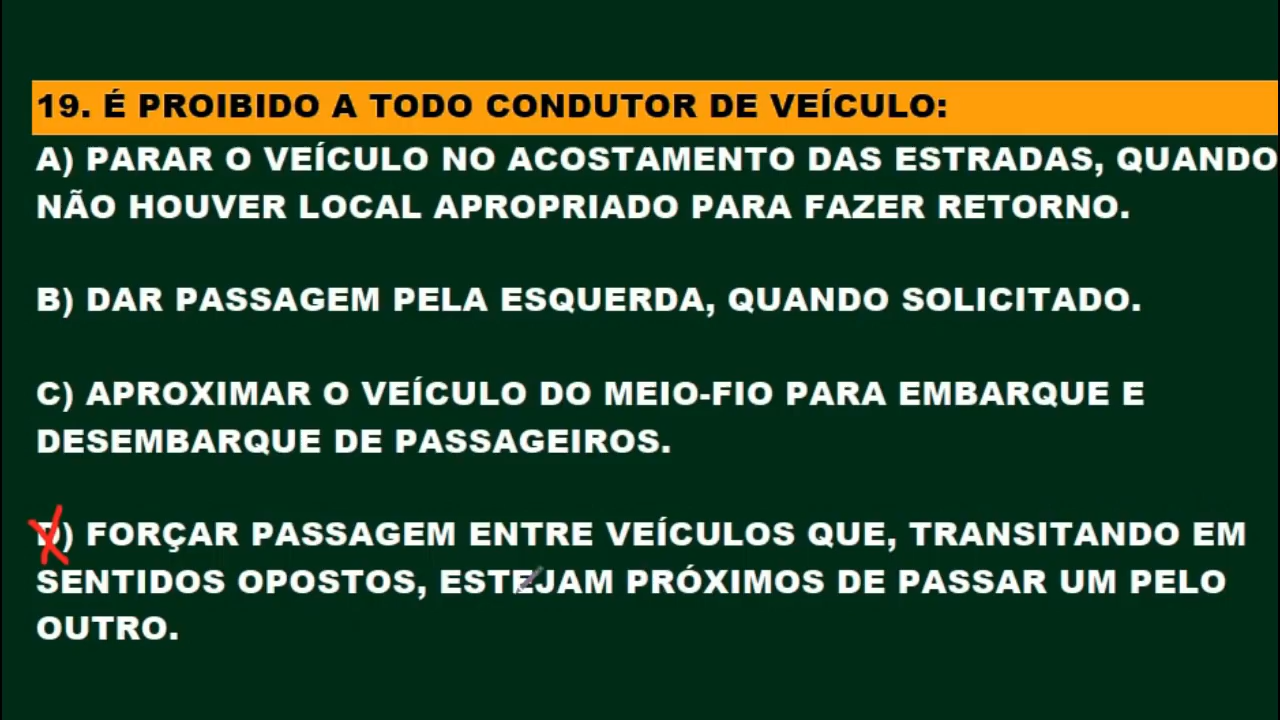 19. É PROIBIDO A TODO CONDUTOR DE VEÍCULO:
A) PARAR O VEÍCULO NO ACOSTAMENTO DAS ESTRADAS, QUANDO
NÃO HOUVER LOCAL APROPRIADO PARA FAZER RETORNO.
B) DAR PASSAGEM PELA ESQUERDA, QUANDO SOLICITADO.
C) APROXIMAR O VEÍCULO DO MEIO-FIO PARA EMBARQUE E
DESEMBARQUE DE PASSAGEIROS.
D) FORÇAR PASSAGEM ENTRE VEÍCULOS QUE, TRANSITANDO EM
SENTIDOS OPOSTOS, ESTEJAM PRÓXIMOS DE PASSAR UM PELO
OUTRO.